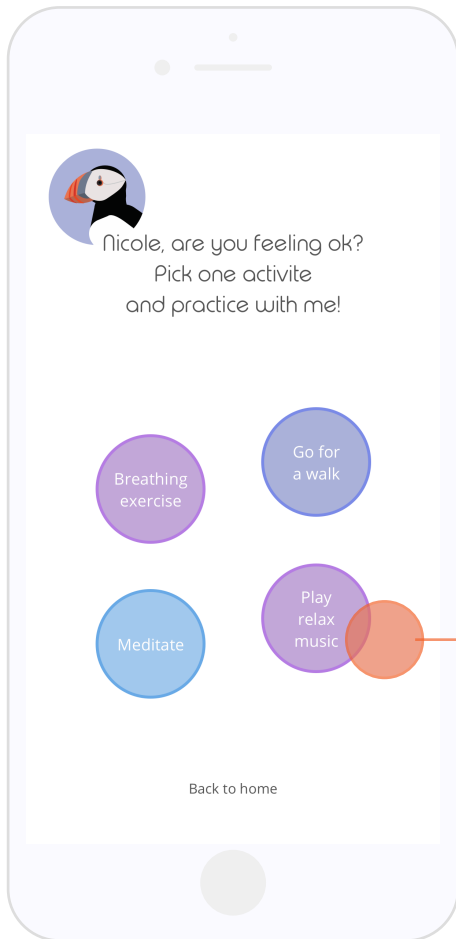 Nicole, are you feeling ok?
Pick one activite
and practice with me!
Breathing
exercise
Go for
a walk
Meditate
Play
relax
music
Back to home